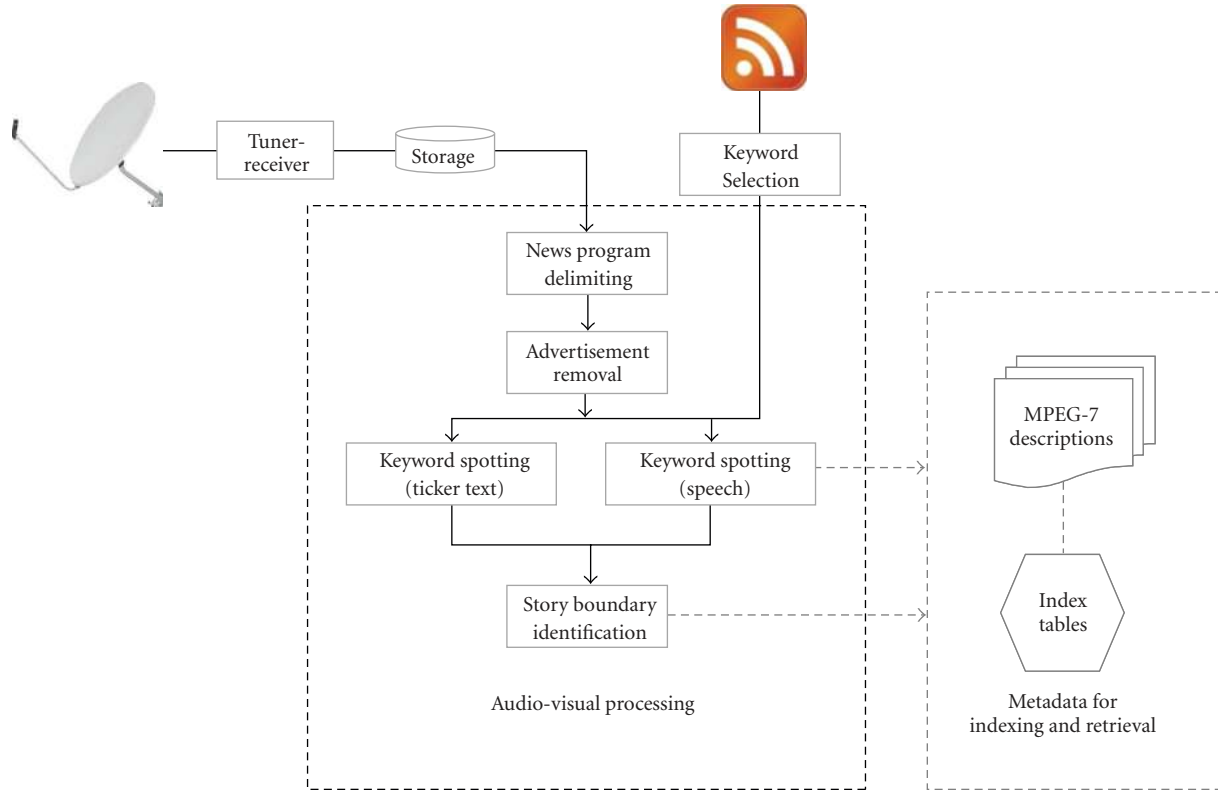 Tuner-
receiver
Storage
Keyword
Selection
News program
delimiting
Advertisement
removal
Keyword spotting
(ticker text)
Keyword spotting
(speech)
Story boundary
identification
Audio-visual processing
MPEG-7
descriptions
Index
tables
Metadata for
indexing and retrieval